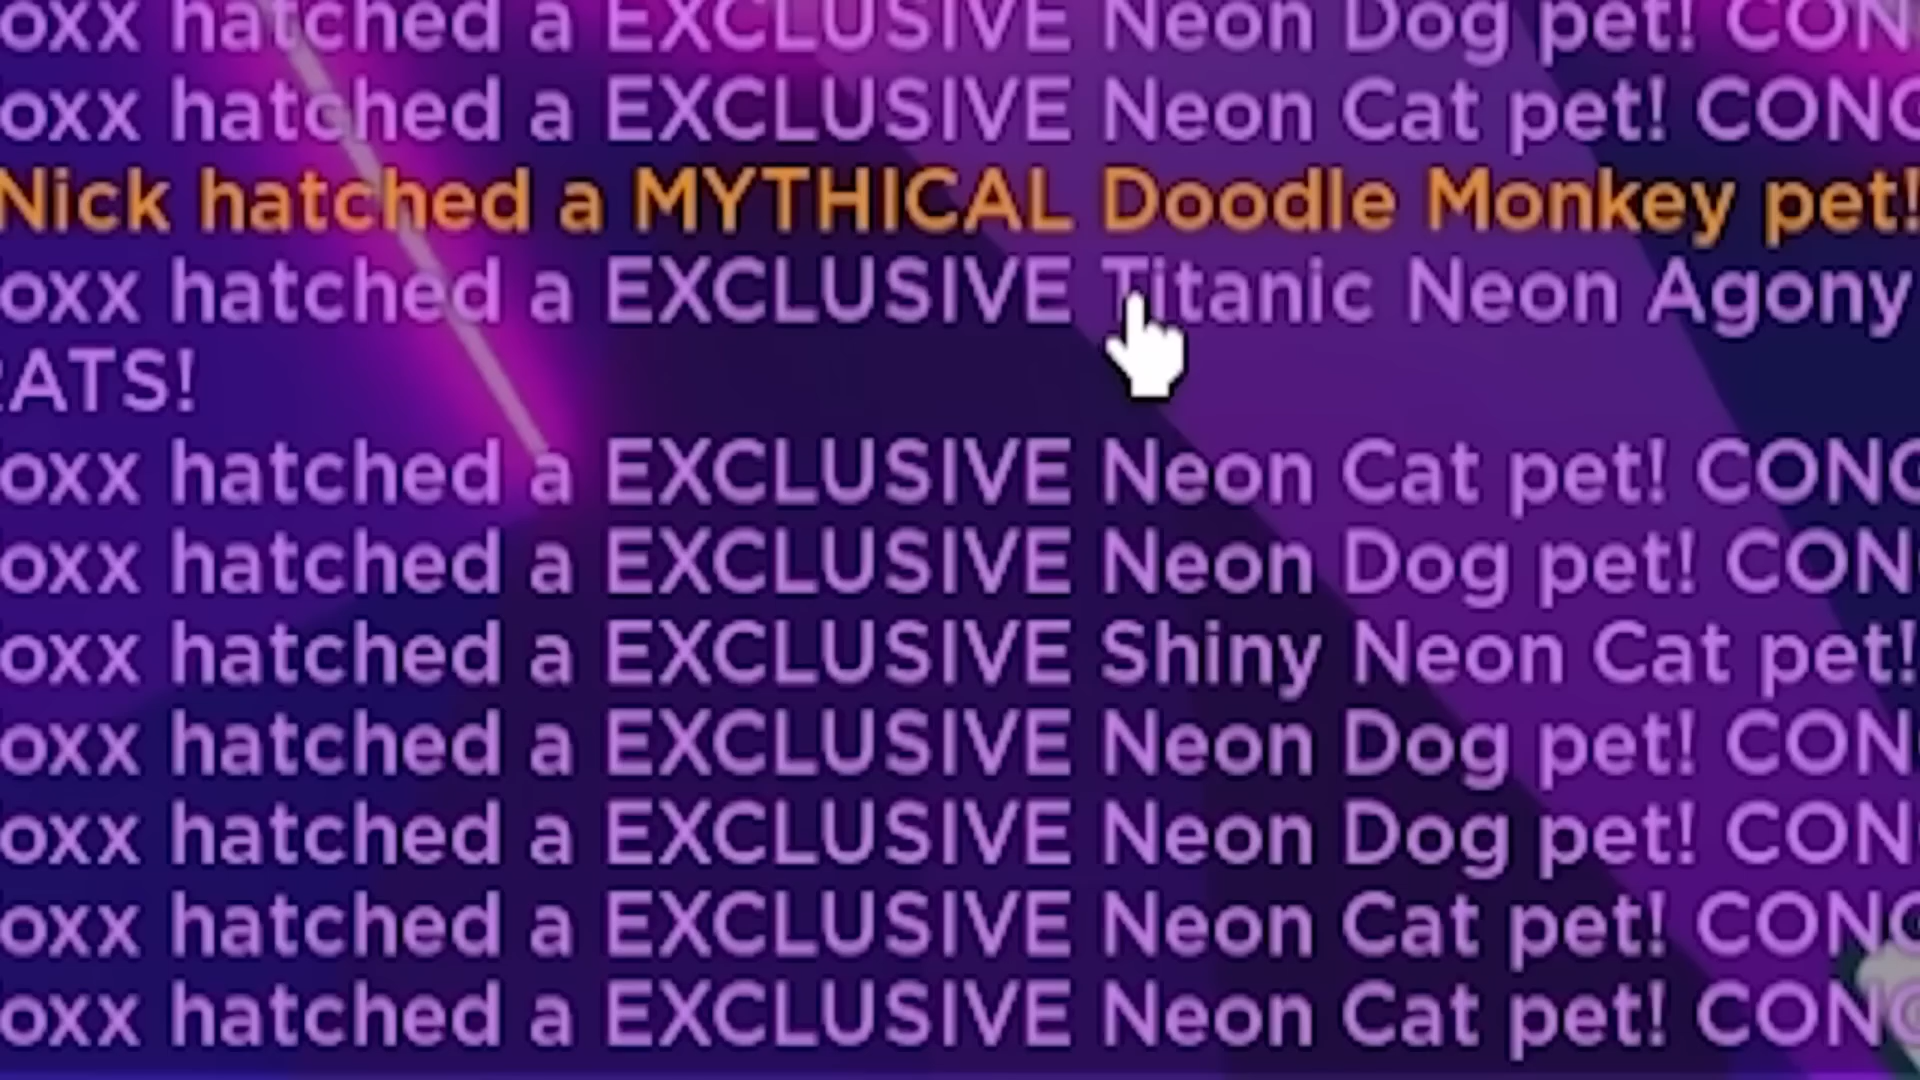 oxx hatched a EXCLUSIVE Neon Dog pet! CON
oxx hatched a EXCLUSIVE Neon Cat pet! CONG
Nick hatched a MYTHICAL Doodle Monkey pet!
oxx hatched a EXCLUSIVE Titanic Neon Agony
RATS!
oxx hatched a EXCLUSIVE Neon Cat pet! CONG
oxx hatched a EXCLUSIVE Neon Dog pet! CON
oxx hatched a EXCLUSIVE Shiny Neon Cat pet!
oxx hatched a EXCLUSIVE Neon Dog pet! CON
oxx hatched a EXCLUSIVE Neon Dog pet! CON
oxx hatched a EXCLUSIVE Neon Cat pet! CONG
oxx hatched a EXCLUSIVE Neon Cat pet! CONG